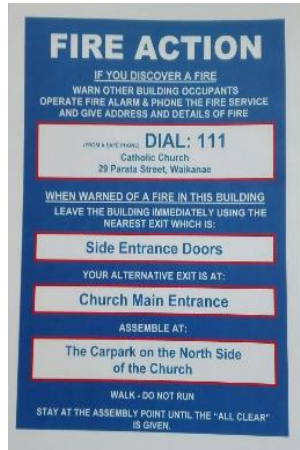 FIRE ACTION
IF YOU DISCOVER A FIRE
WARN OTHER BUILDING OCCUPANTS
OPERATE FIRE ALARM & PHONE THE FIRE SERVICE
AND GIVE ADDRESS AND DETAILS OF FIRE
(FROM A SAFE PHONE) DIAL: 111
Catholic Church
29 Parata Street, Waikanae
WHEN WARNED OF A FIRE IN THIS BUILDING
LEAVE THE BUILDING IMMEDIATELY USING THE
NEAREST EXIT WHICH IS:
Side Entrance Doors
YOUR ALTERNATIVE EXIT IS AT:
Church Main Entrance
ASSEMBLE AT:
The Carpark on the North Side
of the Church
WALK - DO NOT RUN
STAY AT THE ASSEMBLY POINT UNTIL THE "ALL CLEAR"
IS GIVEN.